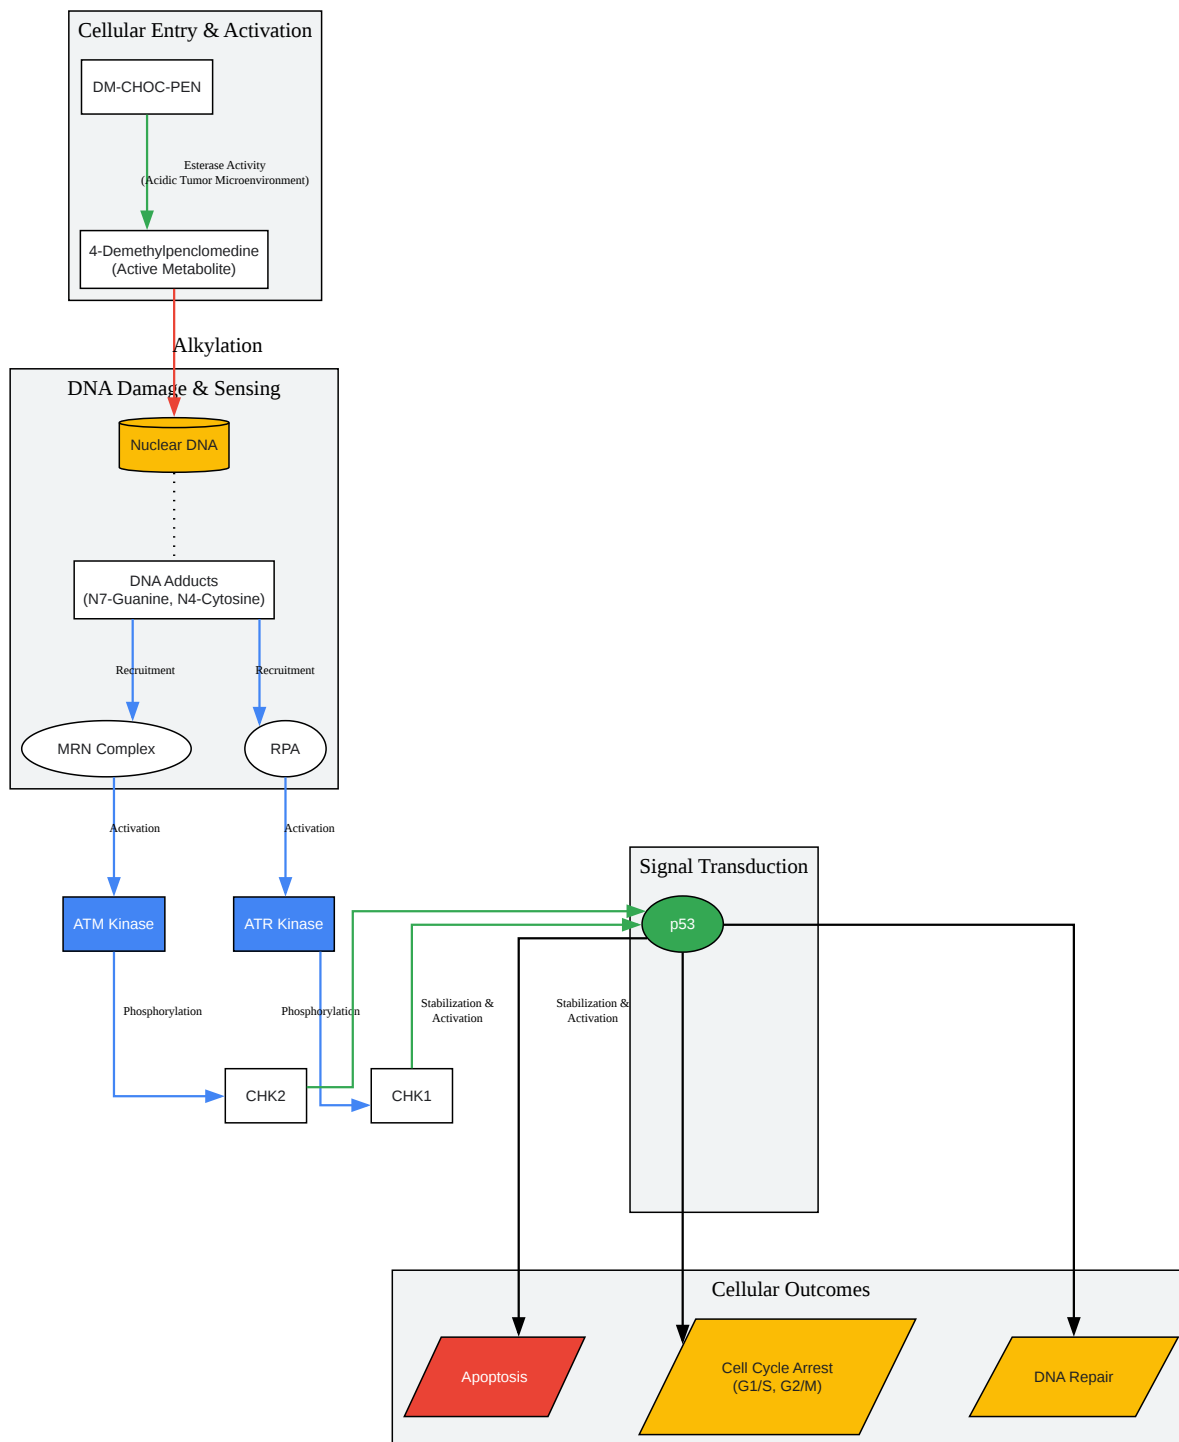 Cellular Entry & Activation
DM-CHOC-PEN
Esterase Activity
(Acidic Tumor Microenvironment)
4-Demethylpenclomedine
(Active Metabolite)
Alkylation
DNA Damage & Sensing
Nuclear DNA
DNA Adducts
(N7-Guanine, N4-Cytosine)
Recruitment
Recruitment
MRN Complex
RPA
Activation
Activation
Signal Transduction
ATM Kinase
ATR Kinase
p53
Phosphorylation
Phosphorylation
Stabilization &
Activation
Stabilization &
Activation
CHK2
CHK1
Cellular Outcomes
Apoptosis
Cell Cycle Arrest
(G1/S, G2/M)
DNA Repair